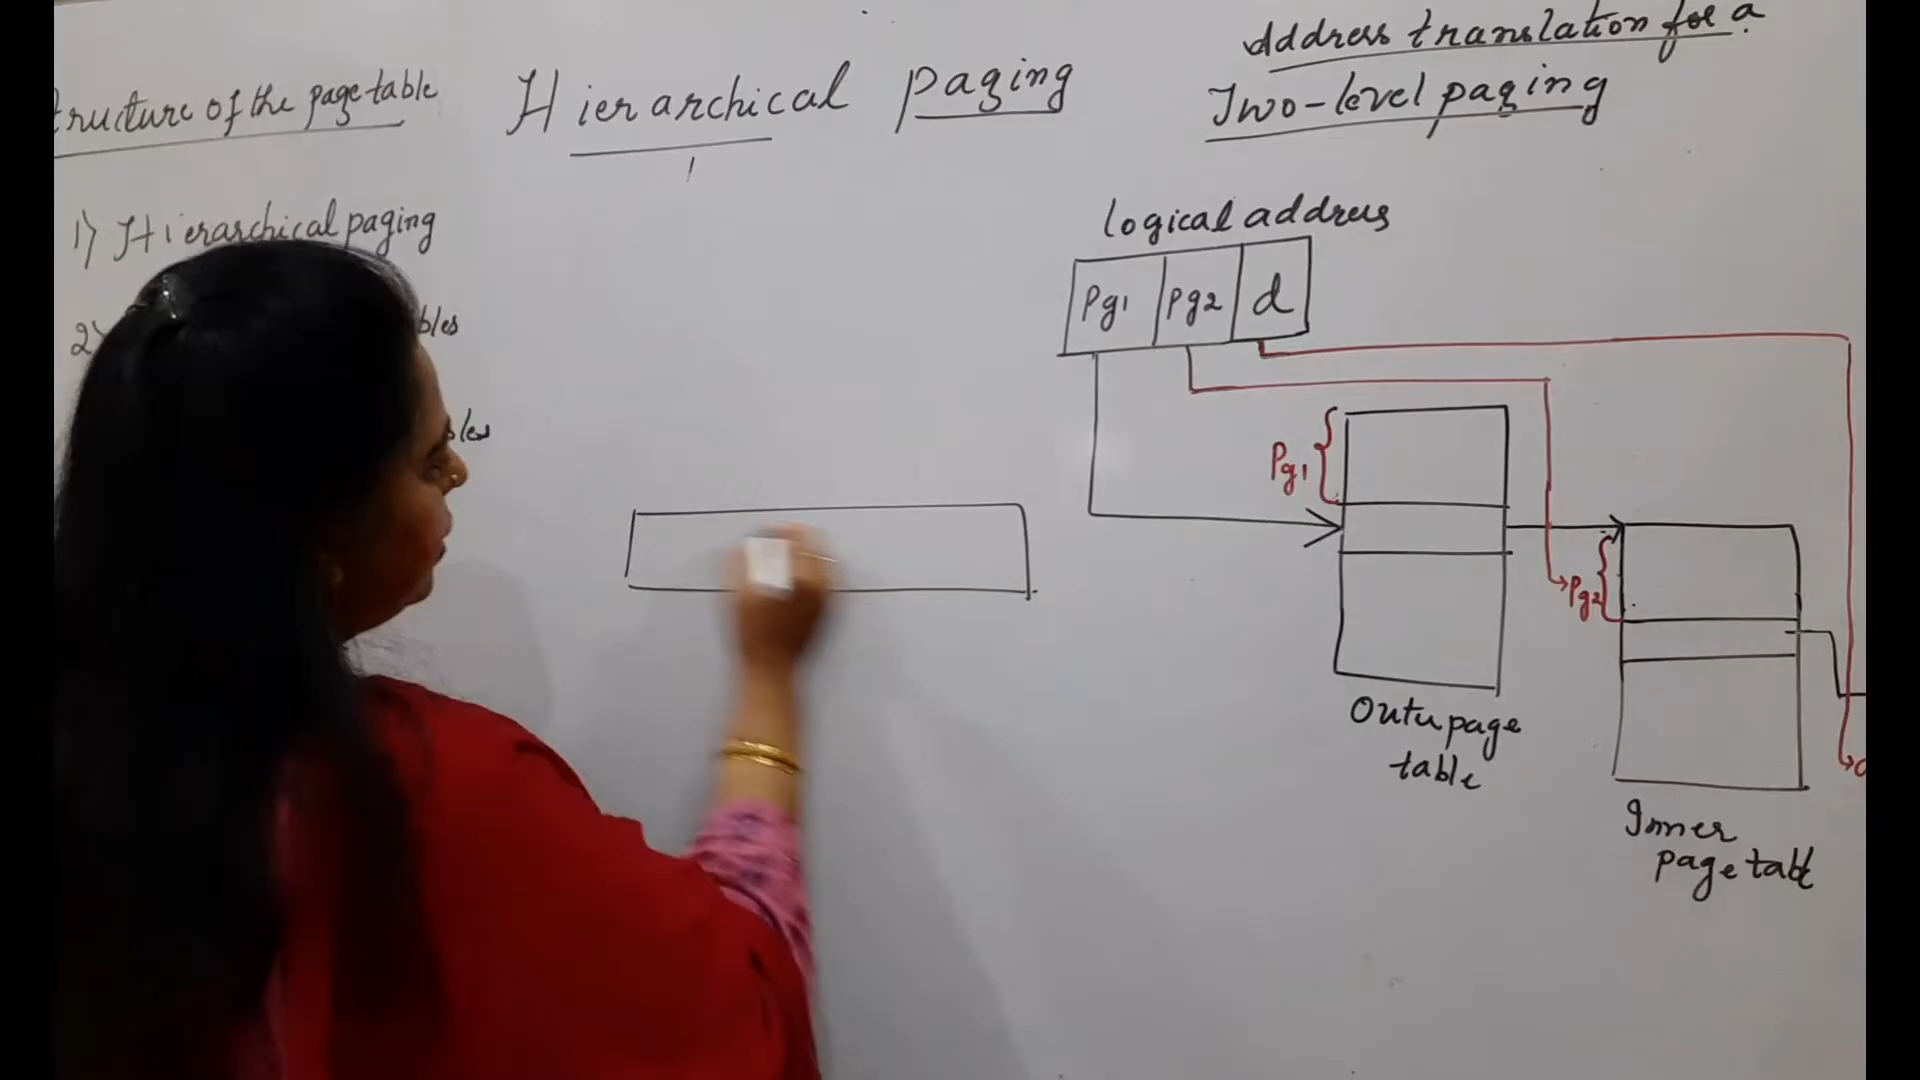 structure of the page table
Hierarchical paging
Address translation for a
Two-level paging
1) Hierarchical paging
2)
logical address
Pg1 Pg2 d
Pg1
Pg2
Outer page
table
Inner
page table